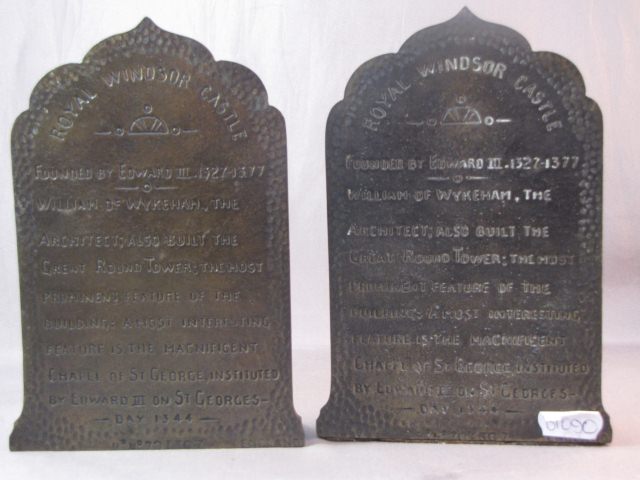 ROYAL WINDSOR CASTLE
FOUNDED BY EDWARD III. 1327-1377
WILLIAM OF WYKEHAM, THE
ARCHITECT; ALSO BUILT THE
GREAT ROUND TOWER; THE MOST
PROMINENT FEATURE OF THE
BUILDING: A MOST INTERESTING
FEATURE IS THE MAGNIFICENT
CHAPEL OF ST GEORGE, INSTITUTED
BY EDWARD III ON ST GEORGES-
- DAY 1344 -
ROYAL WINDSOR CASTLE
FOUNDED BY EDWARD III. 1327-1377
WILLIAM OF WYKEHAM, THE
ARCHITECT; ALSO BUILT THE
GREAT ROUND TOWER; THE MOST
PROMINENT FEATURE OF THE
BUILDING: A MOST INTERESTING
FEATURE IS THE MAGNIFICENT
CHAPEL OF ST GEORGE, INSTITUTED
BY EDWARD III ON ST GEORGES-
- DAY 1344 -